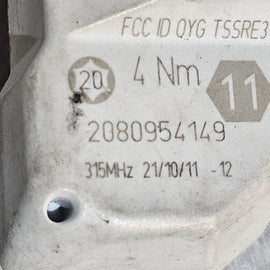 FCC ID QYG TSSRE3
20 4 Nm 11
2080954149
315MHz 21/10/11 -12